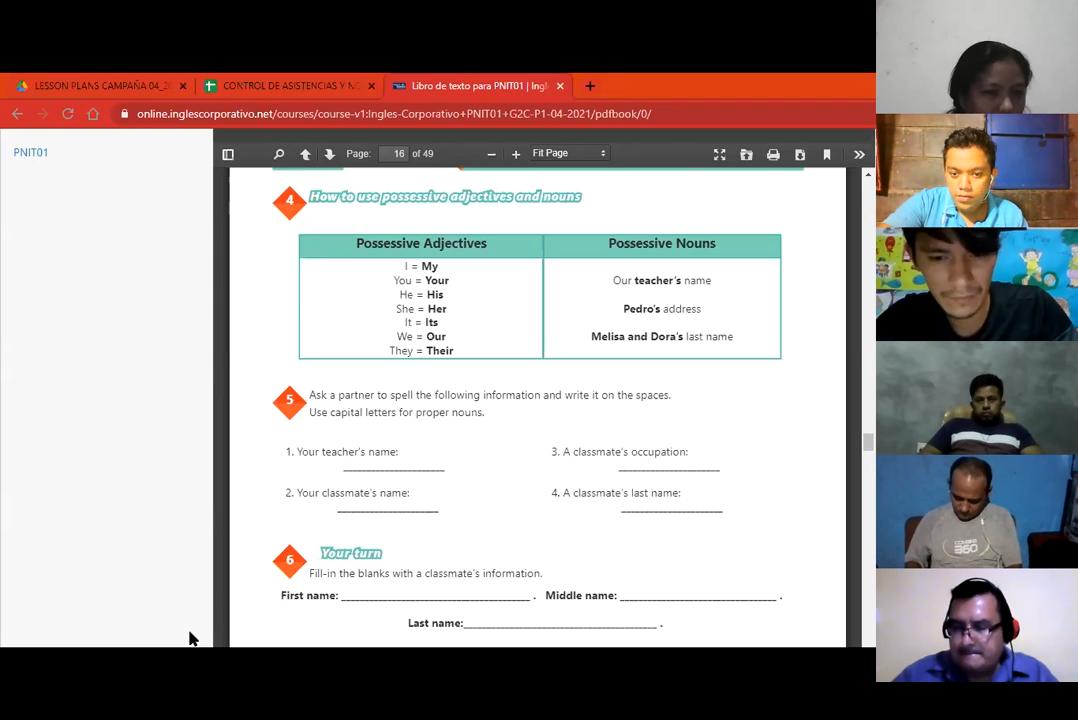 LESSON PLANS CAMPAÑA 04_2
CONTROL DE ASISTENCIAS Y NO
Libro de texto para PNIT01 | Ingl
online.inglescorporativo.net/courses/course-v1:Ingles-Corporativo+PNIT01+G2C-P1-04-2021/pdfbook/0/
PNIT01
Page: 16 of 49
Fit Page
4 How to use possessive adjectives and nouns
Possessive Adjectives
I = My
You = Your
He = His
She = Her
It = Its
We = Our
They = Their
Possessive Nouns
Our teacher's name
Pedro's address
Melisa and Dora's last name
5 Ask a partner to spell the following information and write it on the spaces.
Use capital letters for proper nouns.
1. Your teacher's name:
3. A classmate's occupation:
2. Your classmate's name:
4. A classmate's last name:
6 Your turn
Fill-in the blanks with a classmate's information.
First name: ________________ . Middle name: ________________ .
Last name: ________________ .
360